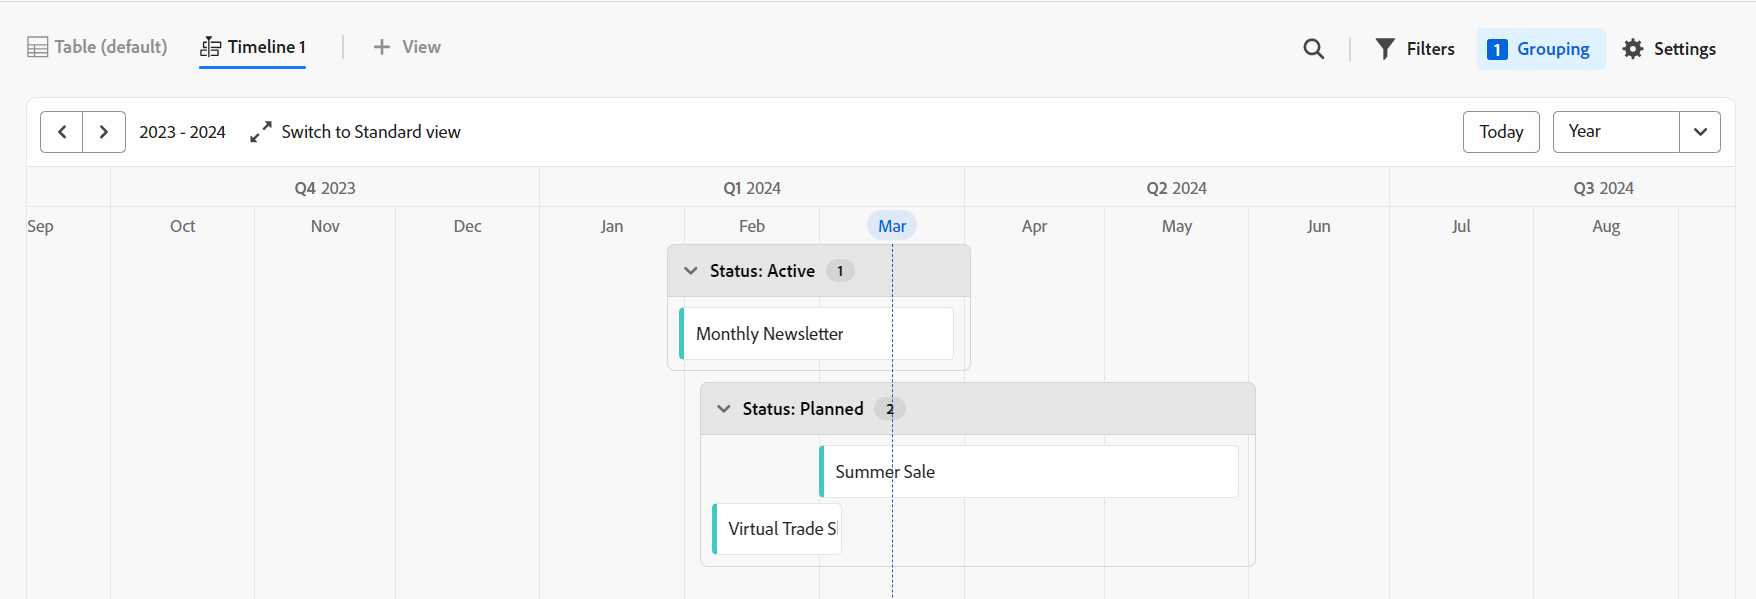 Table (default) Timeline 1 View Filters 1 Grouping Settings
2023 - 2024 Switch to Standard view Today Year
Q4 2023 Q1 2024 Q2 2024 Q3 2024
Sep Oct Nov Dec Jan Feb Mar Apr May Jun Jul Aug
Status: Active 1
Monthly Newsletter
Status: Planned 2
Summer Sale
Virtual Trade S